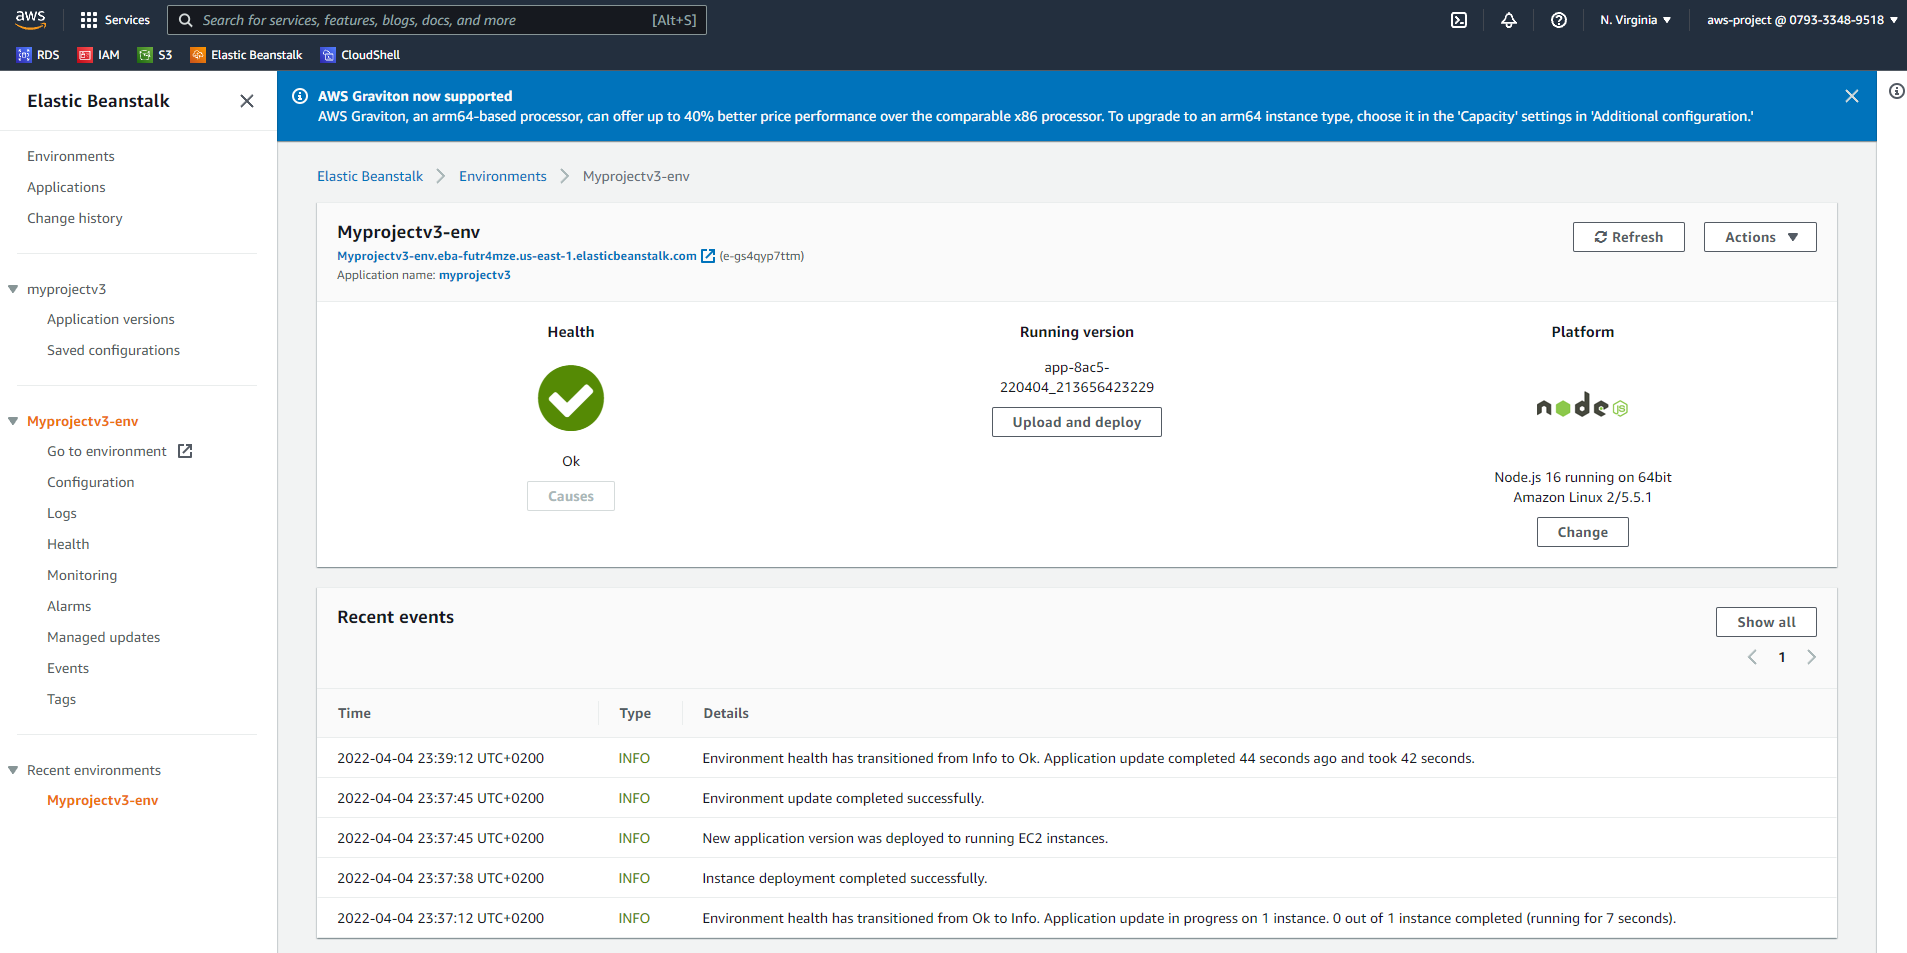 aws
Services
Search for services, features, blogs, docs, and more
[Alt+S]
N. Virginia
aws-project @ 0793-3348-9518
RDS
IAM
S3
Elastic Beanstalk
CloudShell
Elastic Beanstalk
Environments
Applications
Change history
myprojectv3
Application versions
Saved configurations
Myprojectv3-env
Go to environment
Configuration
Logs
Health
Monitoring
Alarms
Managed updates
Events
Tags
Recent environments
Myprojectv3-env
AWS Graviton now supported
AWS Graviton, an arm64-based processor, can offer up to 40% better price performance over the comparable x86 processor. To upgrade to an arm64 instance type, choose it in the 'Capacity' settings in 'Additional configuration.'
Elastic Beanstalk
Environments
Myprojectv3-env
Myprojectv3-env
Myprojectv3-env.eba-futr4mze.us-east-1.elasticbeanstalk.com (e-gs4qyp7ttm)
Application name: myprojectv3
Refresh
Actions
Health
Ok
Causes
Running version
app-8ac5-
220404_213656423229
Upload and deploy
Platform
node JS
Node.js 16 running on 64bit
Amazon Linux 2/5.5.1
Change
Recent events
Show all
1
Time Type Details
2022-04-04 23:39:12 UTC+0200 INFO Environment health has transitioned from Info to Ok. Application update completed 44 seconds ago and took 42 seconds.
2022-04-04 23:37:45 UTC+0200 INFO Environment update completed successfully.
2022-04-04 23:37:45 UTC+0200 INFO New application version was deployed to running EC2 instances.
2022-04-04 23:37:38 UTC+0200 INFO Instance deployment completed successfully.
2022-04-04 23:37:12 UTC+0200 INFO Environment health has transitioned from Ok to Info. Application update in progress on 1 instance. 0 out of 1 instance completed (running for 7 seconds).